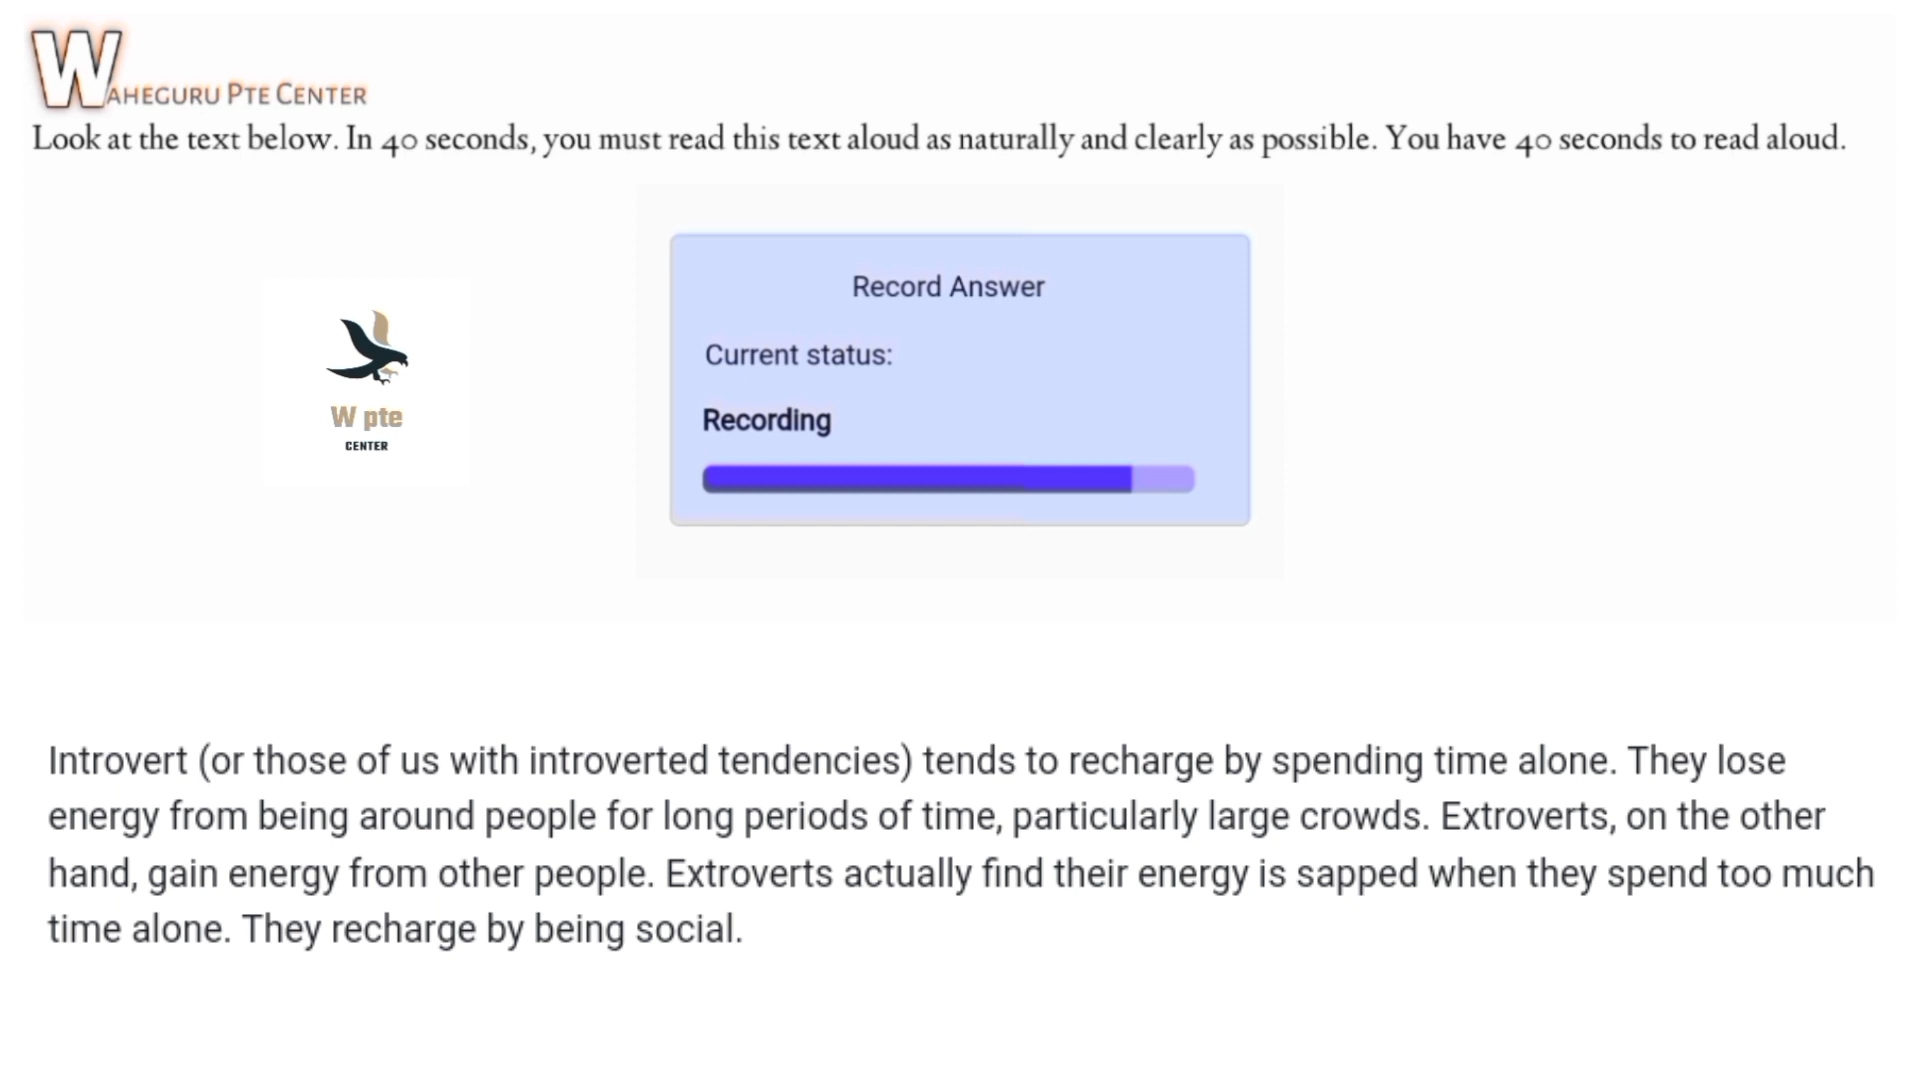 WAHEGURU PTE CENTER
Look at the text below. In 40 seconds, you must read this text aloud as naturally and clearly as possible. You have 40 seconds to read aloud.
Record Answer
Current status:
Recording
W pte
CENTER
Introvert (or those of us with introverted tendencies) tends to recharge by spending time alone. They lose
energy from being around people for long periods of time, particularly large crowds. Extroverts, on the other
hand, gain energy from other people. Extroverts actually find their energy is sapped when they spend too much
time alone. They recharge by being social.